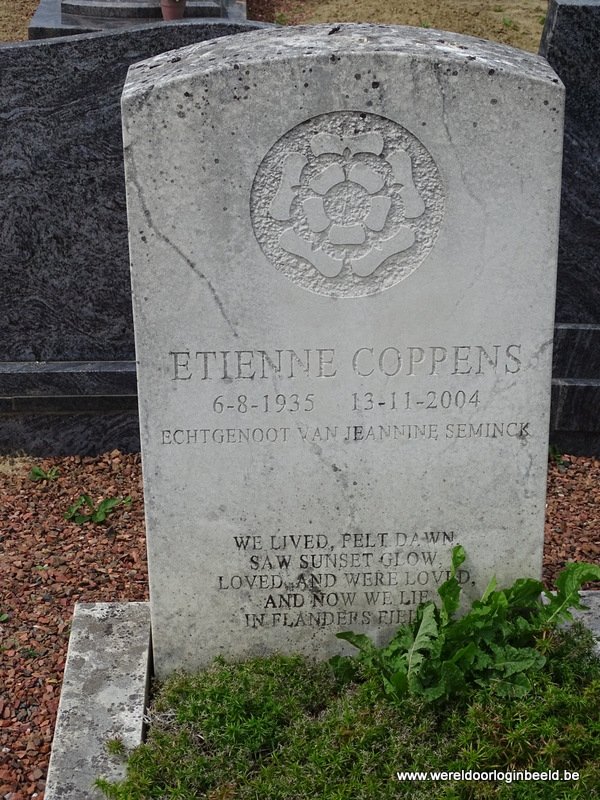 ETIENNE COPPENS
6-8-1935 13-11-2004
ECHTGENOOT VAN JEANNINE SEMINCK
WE LIVED, FELT DAWN,
SAW SUNSET GLOW,
LOVED, AND WERE LOVED,
AND NOW WE LIE
IN FLANDERS
www.wereldoorloginbeeld.be